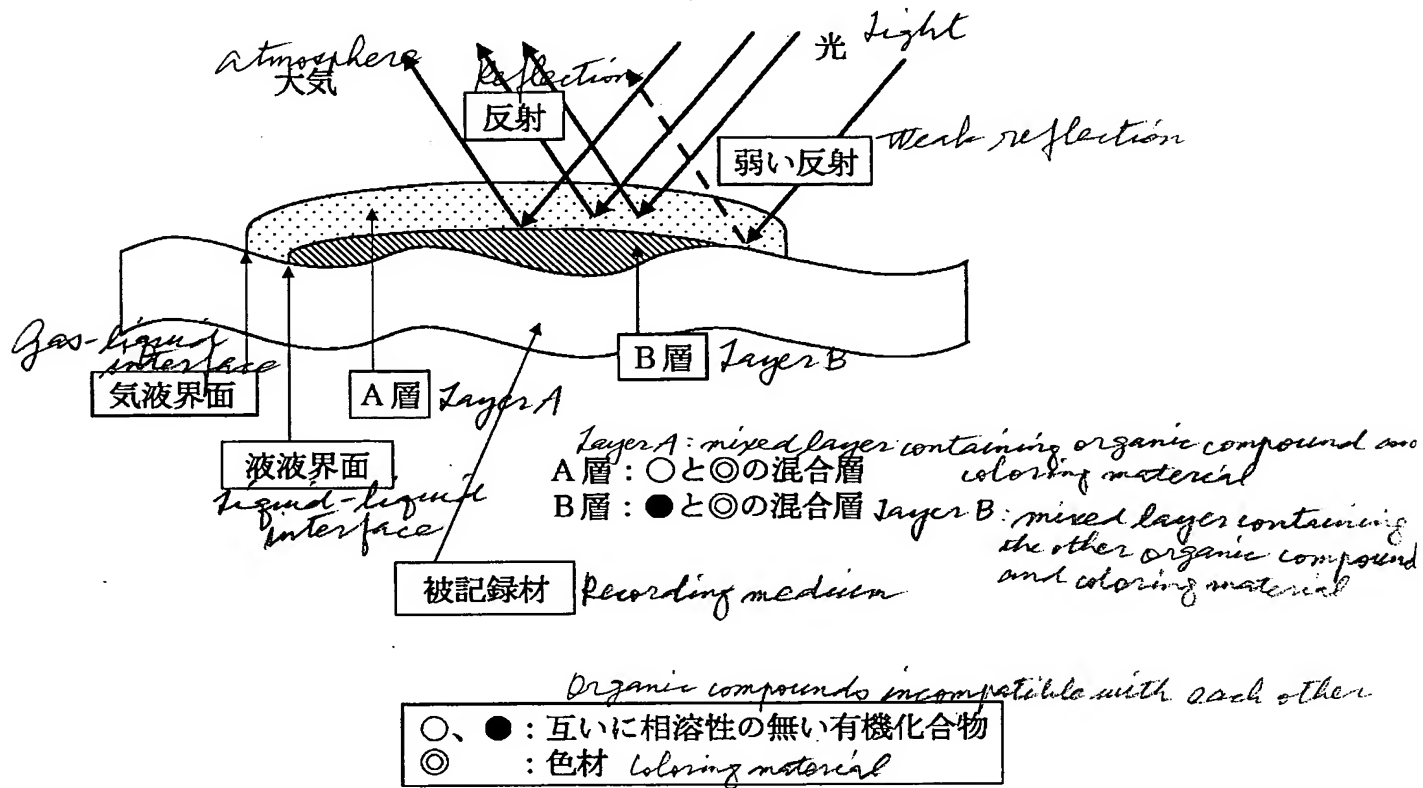 atmosphere
大気
Reflection
反射
光 Light
弱い反射 Weak reflection
Gas-liquid
interface
気液界面
A層 Layer A
B層 Layer B
液液界面
Liquid-liquid
interface
Layer A: mixed layer containing organic compound and
coloring material
A層：○と◎の混合層
B層：●と◎の混合層 Layer B: mixed layer containing
the other organic compound
and coloring material
被記録材 Recording medium
Organic compounds incompatible with each other
○、●：互いに相溶性の無い有機化合物
◎ ：色材 Coloring material